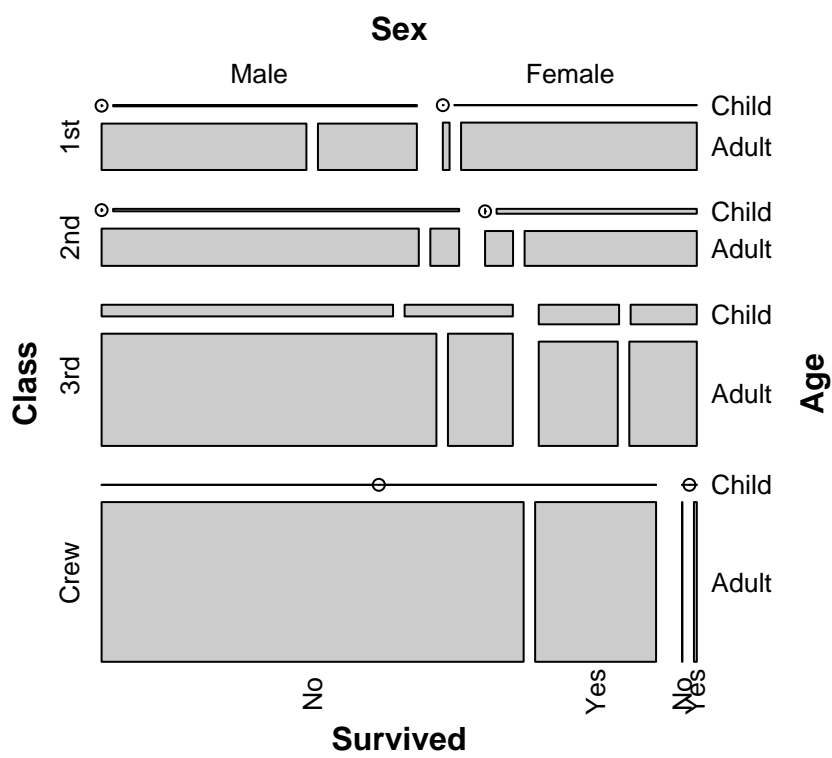 Sex
Male Female
1st
Child
Adult
2nd
Child
Adult
Class
3rd
Child
Adult
Age
Crew
Child
Adult
No Yes No Yes
Survived